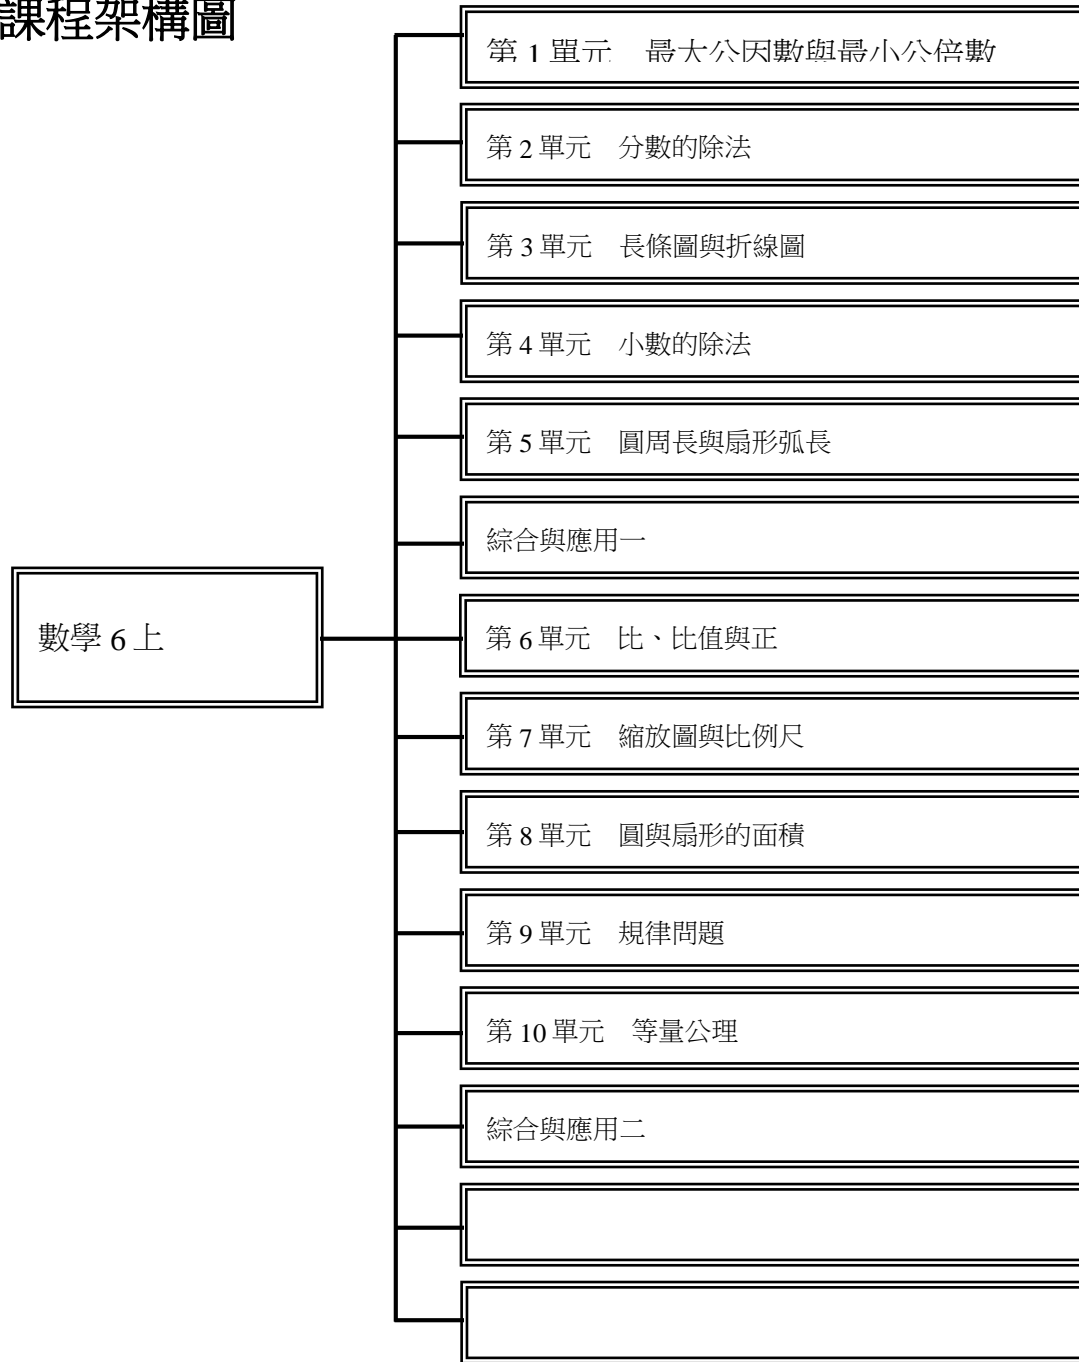 課程架構圖
第 1 單元　最大公因數與最小公倍數
第 2 單元　分數的除法
第 3 單元　長條圖與折線圖
第 4 單元　小數的除法
第 5 單元　圓周長與扇形弧長
綜合與應用一
數學 6 上
第 6 單元　比、比值與正
第 7 單元　縮放圖與比例尺
第 8 單元　圓與扇形的面積
第 9 單元　規律問題
第 10 單元　等量公理
綜合與應用二